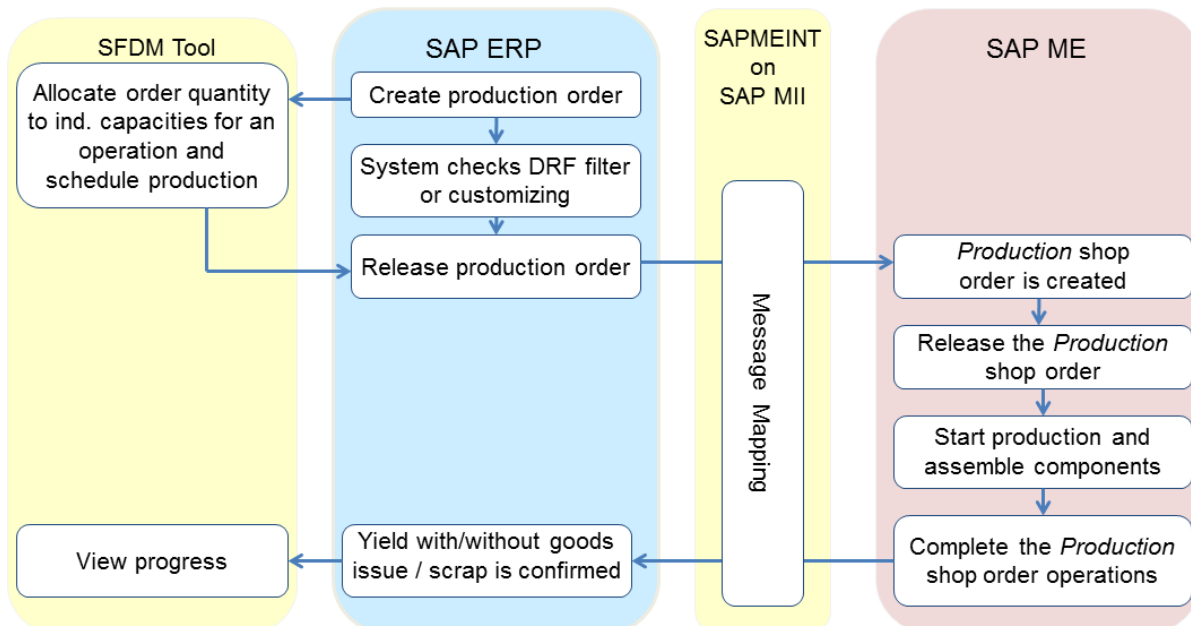 SFDM Tool
Allocate order quantity
to ind. capacities for an
operation and
schedule production
View progress
SAP ERP
Create production order
System checks DRF filter
or customizing
Release production order
Yield with/without goods
issue / scrap is confirmed
SAPMEINT
on
SAP MII
Message Mapping
SAP ME
Production shop
order is created
Release the Production
shop order
Start production and
assemble components
Complete the Production
shop order operations